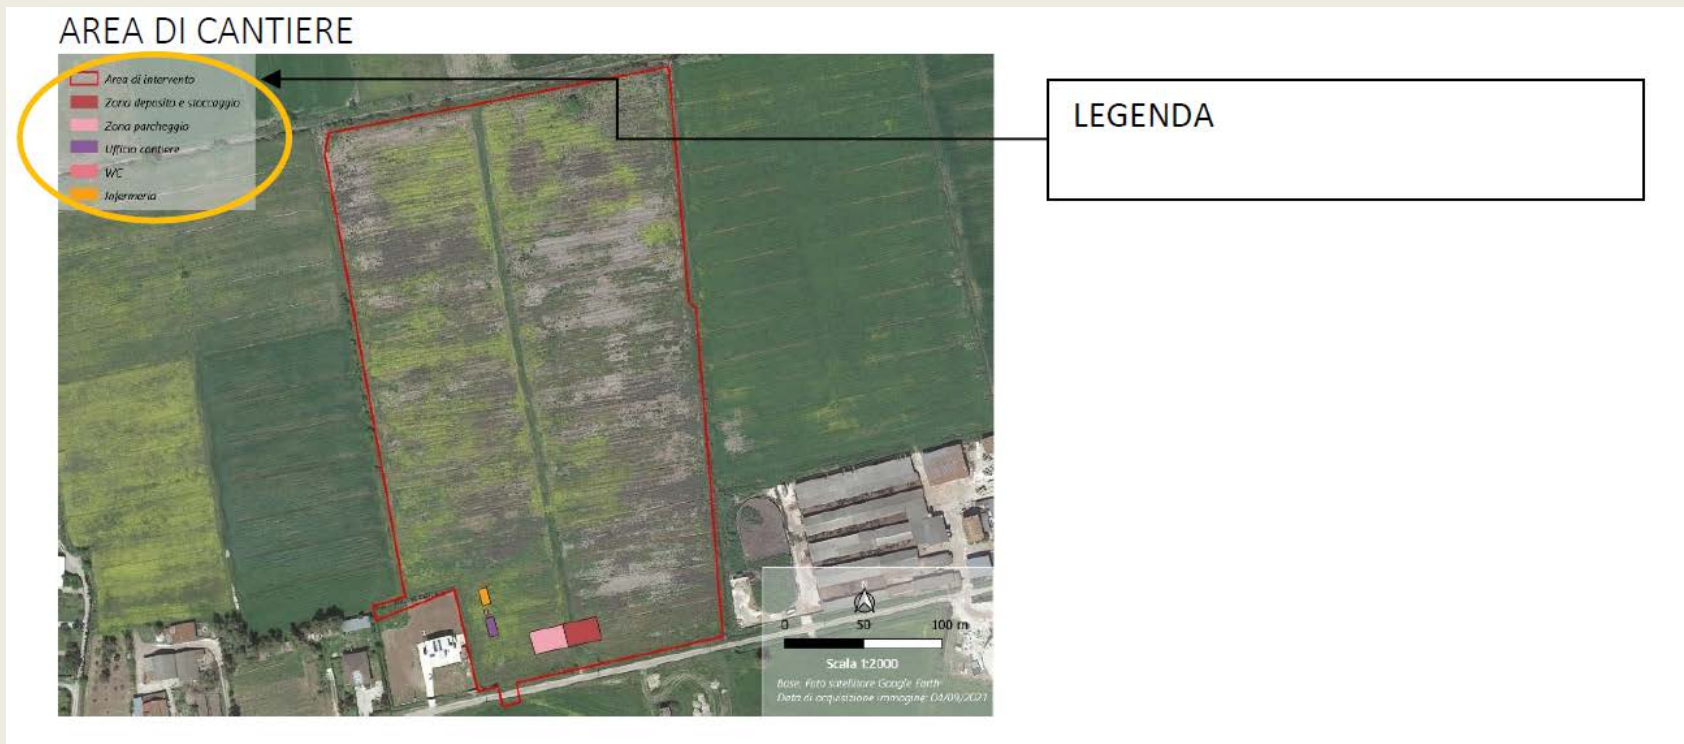 AREA DI CANTIERE
Area di intervento
Zona deposito e stoccaggio
Zona parcheggio
Ufficio cantiere
WC
Infermeria
LEGENDA
0 50 100 m
Scala 1:2000
Base: Foto satellitare Google Earth
Data di acquisizione immagine: 04/09/2021